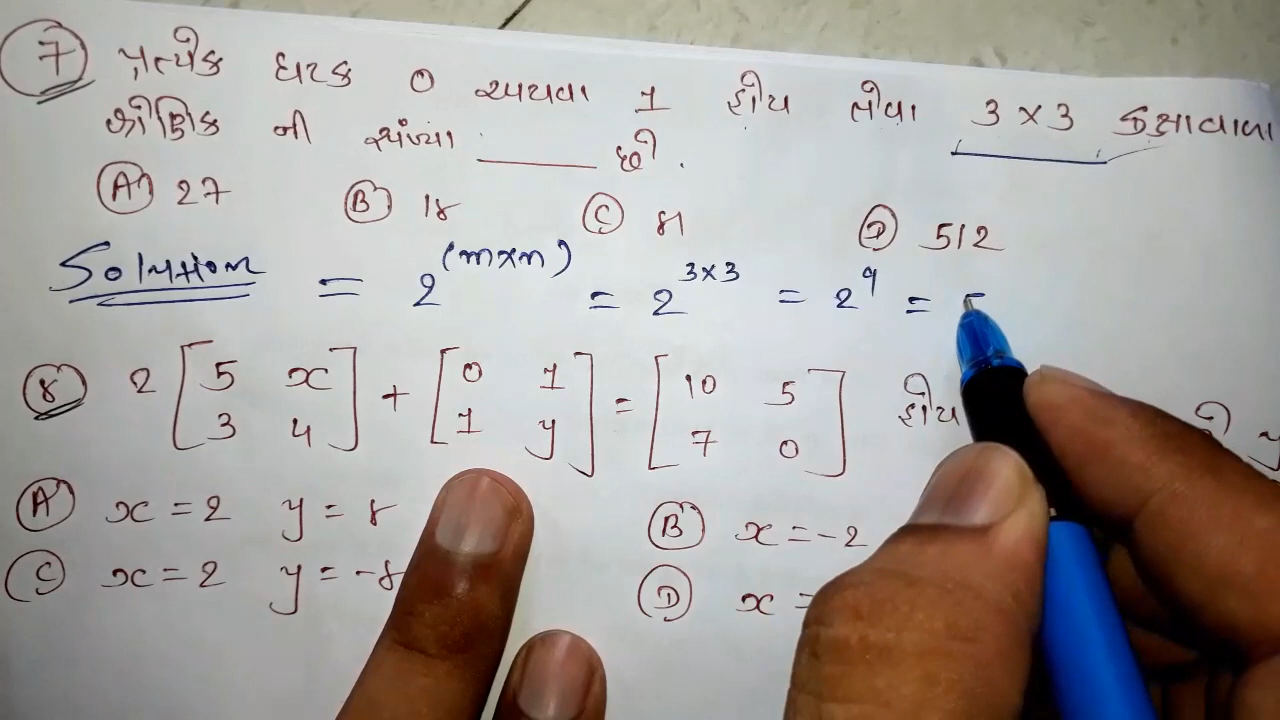 7 પ્રત્યેક ઘટક 0 અથવા 1 હોય તેવા 3 × 3 કક્ષાવાળા
શ્રેણિક ની સંખ્યા ______ છે .
(A) 27 (B) 18 (C) 81 (D) 512
Solution = 2^(m×n) = 2^3×3 = 2^9 =
8 2 [5 x; 3 4] + [0 1; 1 y] = [10 5; 7 0] હોય
(A) x = 2 y = 8 (B) x = -2
(C) x = 2 y = -8 (D) x =